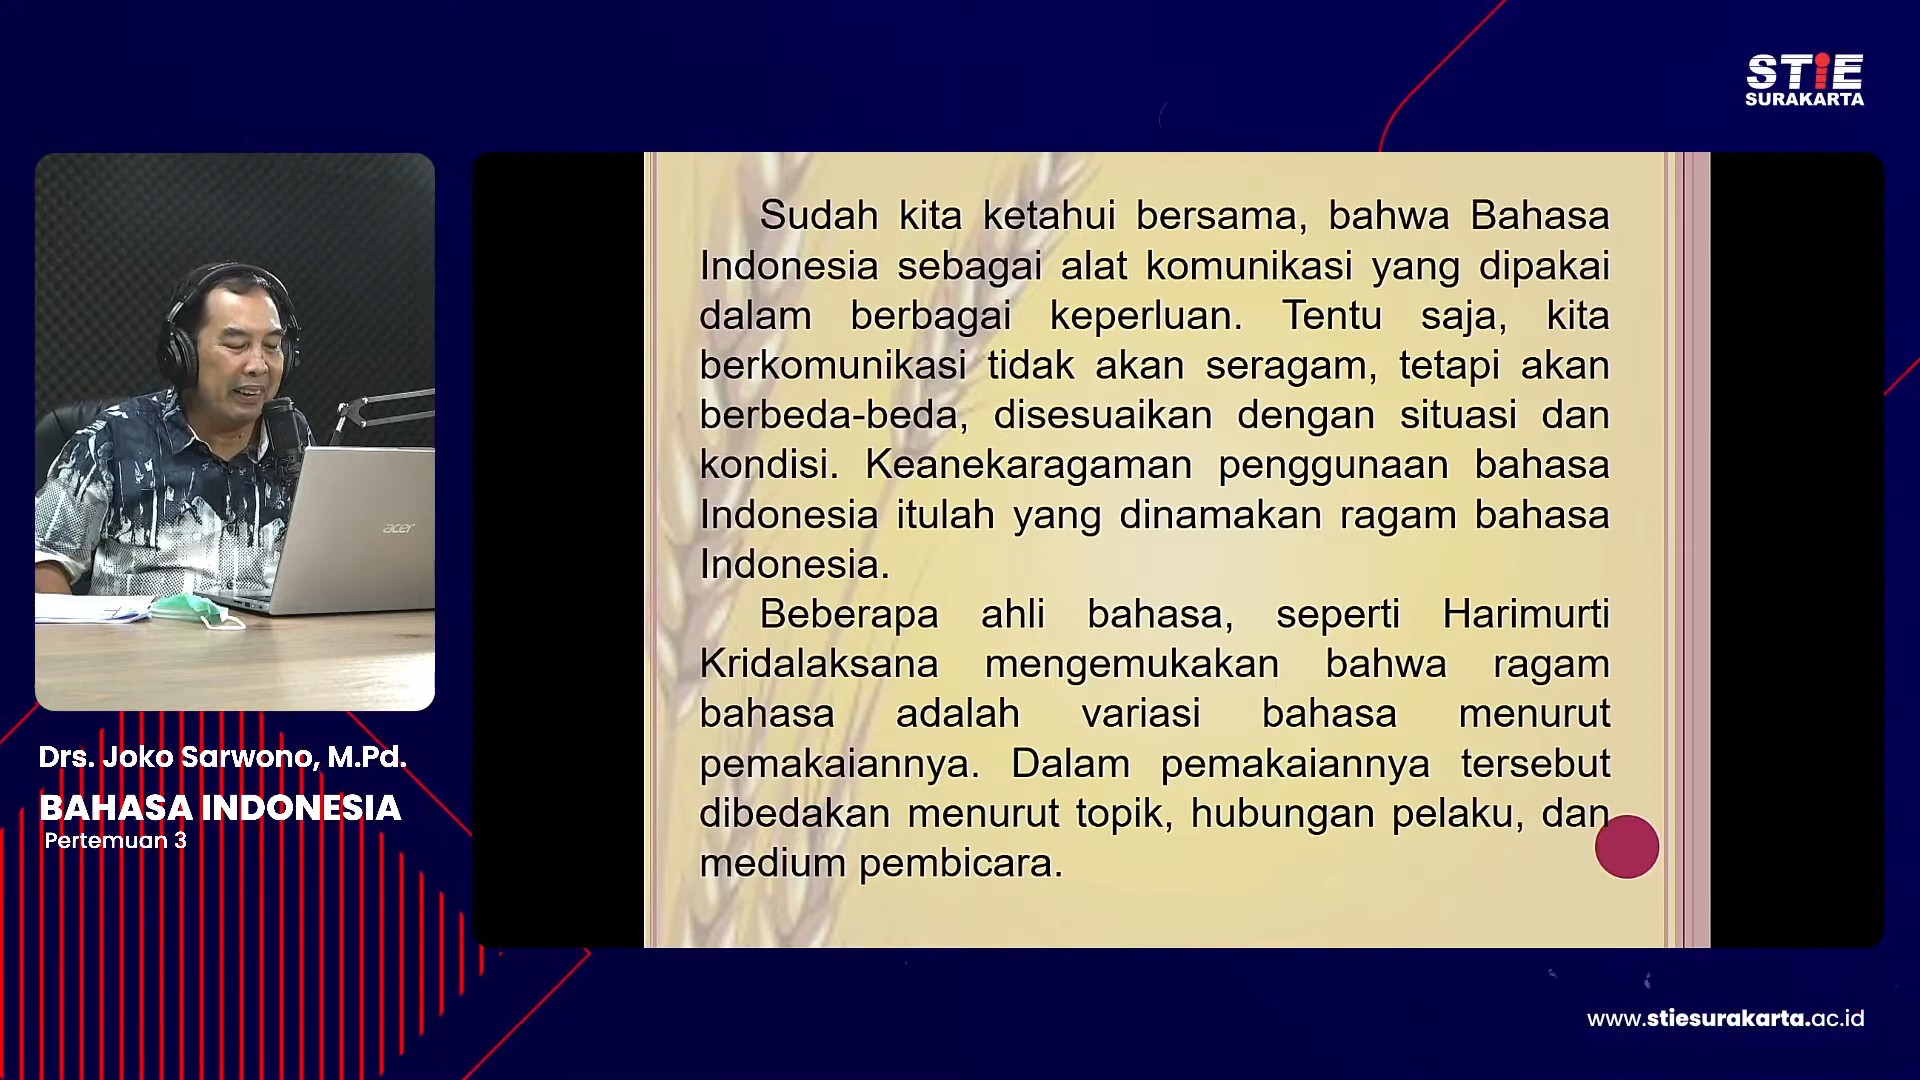 STiE
SURAKARTA
Sudah kita ketahui bersama, bahwa Bahasa
Indonesia sebagai alat komunikasi yang dipakai
dalam berbagai keperluan. Tentu saja, kita
berkomunikasi tidak akan seragam, tetapi akan
berbeda-beda, disesuaikan dengan situasi dan
kondisi. Keanekaragaman penggunaan bahasa
Indonesia itulah yang dinamakan ragam bahasa
Indonesia.
Beberapa ahli bahasa, seperti Harimurti
Kridalaksana mengemukakan bahwa ragam
bahasa adalah variasi bahasa menurut
pemakaiannya. Dalam pemakaiannya tersebut
dibedakan menurut topik, hubungan pelaku, dan
medium pembicara.
acer
Drs. Joko Sarwono, M.Pd.
BAHASA INDONESIA
Pertemuan 3
www.stiesurakarta.ac.id